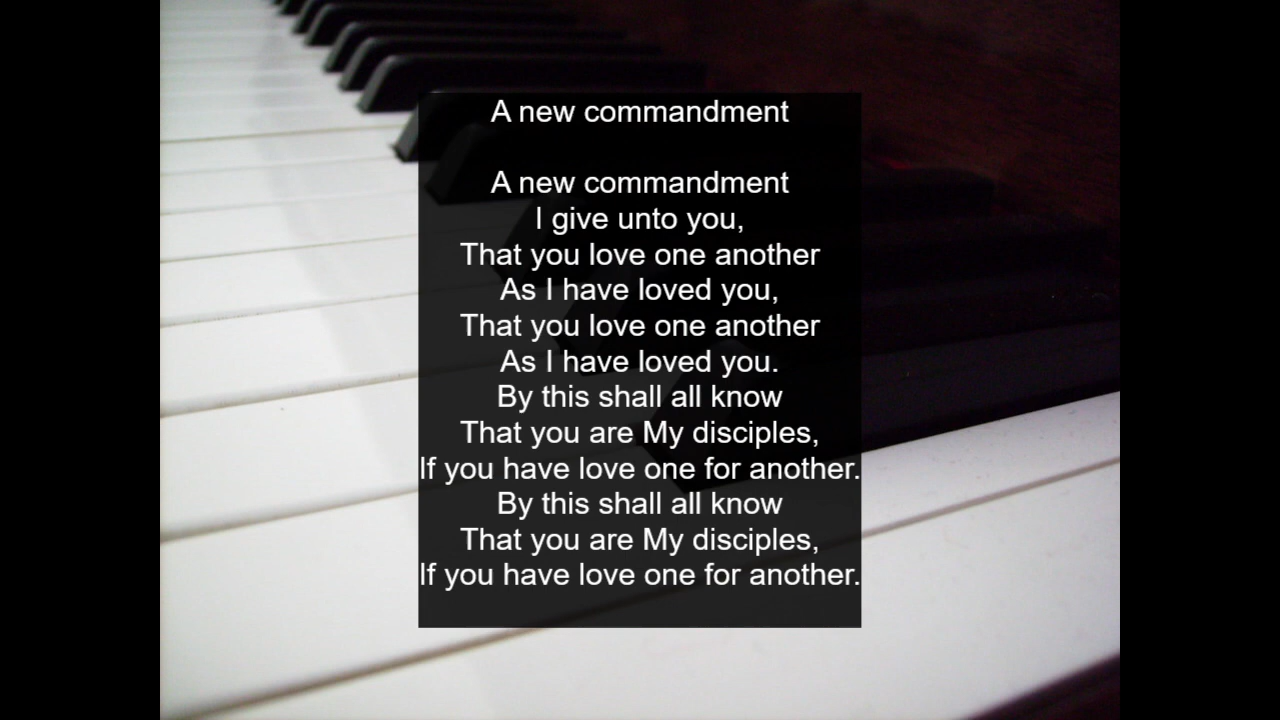 A new commandment
A new commandment
I give unto you,
That you love one another
As I have loved you,
That you love one another
As I have loved you.
By this shall all know
That you are My disciples,
If you have love one for another.
By this shall all know
That you are My disciples,
If you have love one for another.